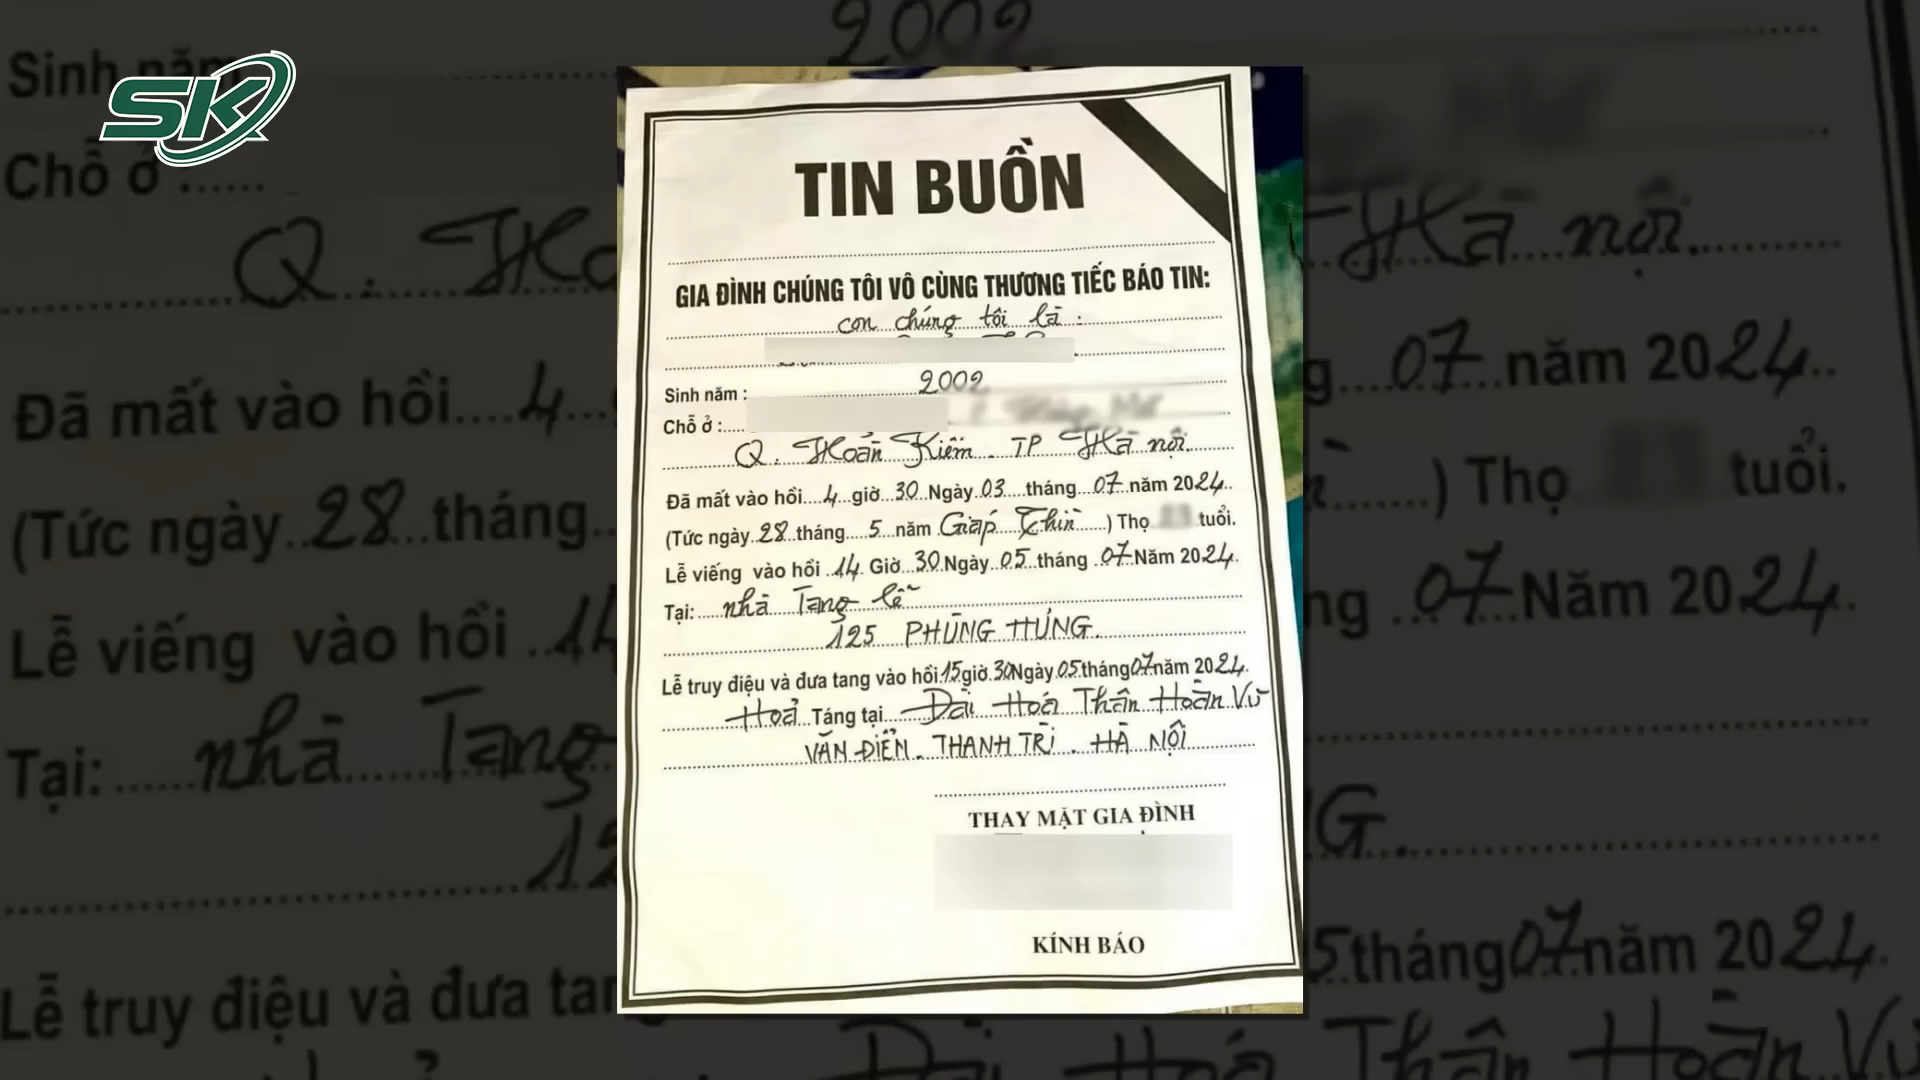 SK
TIN BUỒN
GIA ĐÌNH CHÚNG TÔI VÔ CÙNG THƯƠNG TIẾC BÁO TIN:
con chúng tôi là :
Sinh năm : 2002
Chỗ ở :
Q. Hoàn Kiếm. TP Hà nội.
Đã mất vào hồi 4 giờ 30 Ngày 03 tháng 07 năm 2024
(Tức ngày 28 tháng 5 năm Giáp Thìn ) Thọ tuổi.
Lễ viếng vào hồi 14 Giờ 30 Ngày 05 tháng 07 Năm 2024
Tại: nhà Tang lễ
125 PHÙNG HƯNG.
Lễ truy điệu và đưa tang vào hồi 15 giờ 30 Ngày 05 tháng 07 năm 2024
Hoả Táng tại Đài Hoá Thân Hoàn Vũ
VĂN ĐIỂN. THANH TRÌ. HÀ NỘI
THAY MẶT GIA ĐÌNH
KÍNH BÁO